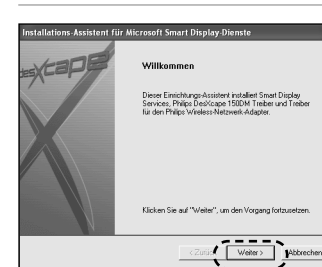 Installations-Assistent für Microsoft Smart Display-Dienste
desXcape
Willkommen
Dieser Einrichtungs-Assistent installiert Smart Display
Services, Philips DesXcape 150DM Treiber und Treiber
für den Philips Wireless-Netzwerk-Adapter.
Klicken Sie auf "Weiter", um den Vorgang fortzusetzen.
< Zurück
Weiter >
Abbrechen